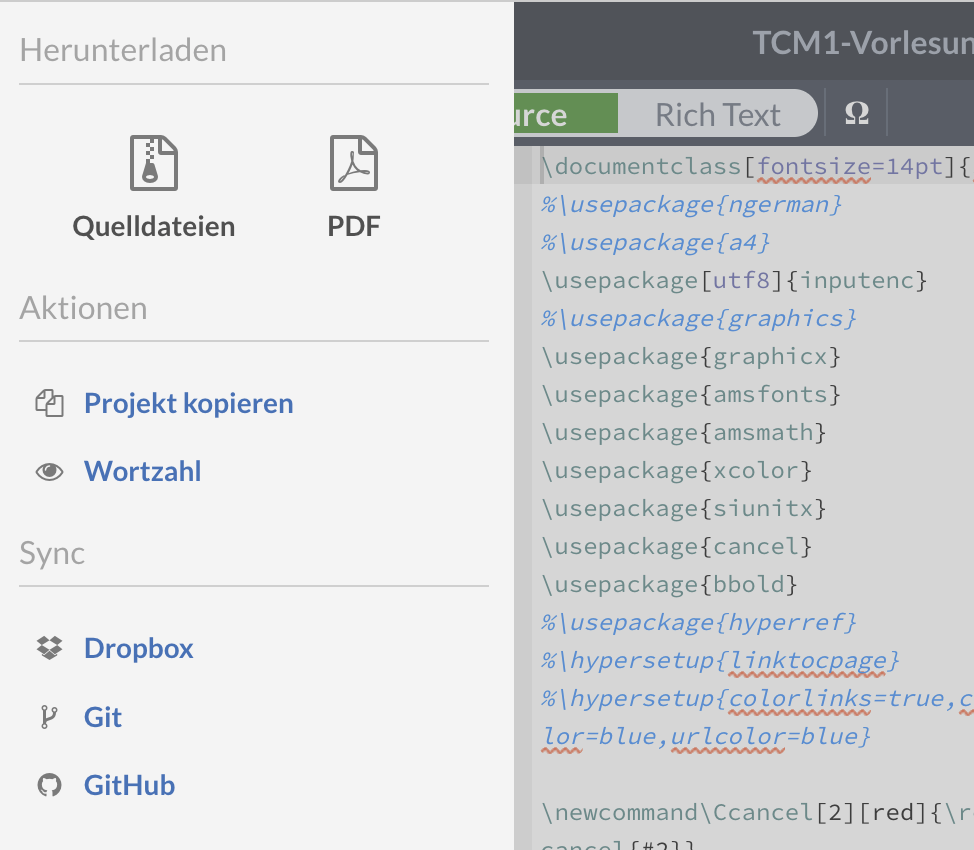 Herunterladen
Quelldateien PDF
Aktionen
Projekt kopieren
Wortzahl
Sync
Dropbox
Git
GitHub
TCM1-Vorlesun
urce Rich Text Ω
\documentclass[fontsize=14pt]{
%\usepackage{ngerman}
%\usepackage{a4}
\usepackage[utf8]{inputenc}
%\usepackage{graphics}
\usepackage{graphicx}
\usepackage{amsfonts}
\usepackage{amsmath}
\usepackage{xcolor}
\usepackage{siunitx}
\usepackage{cancel}
\usepackage{bbold}
%\usepackage{hyperref}
%\hypersetup{linktocpage}
%\hypersetup{colorlinks=true,c
lor=blue,urlcolor=blue}
\newcommand\Ccancel[2][red]{\r
cancel{#2}}